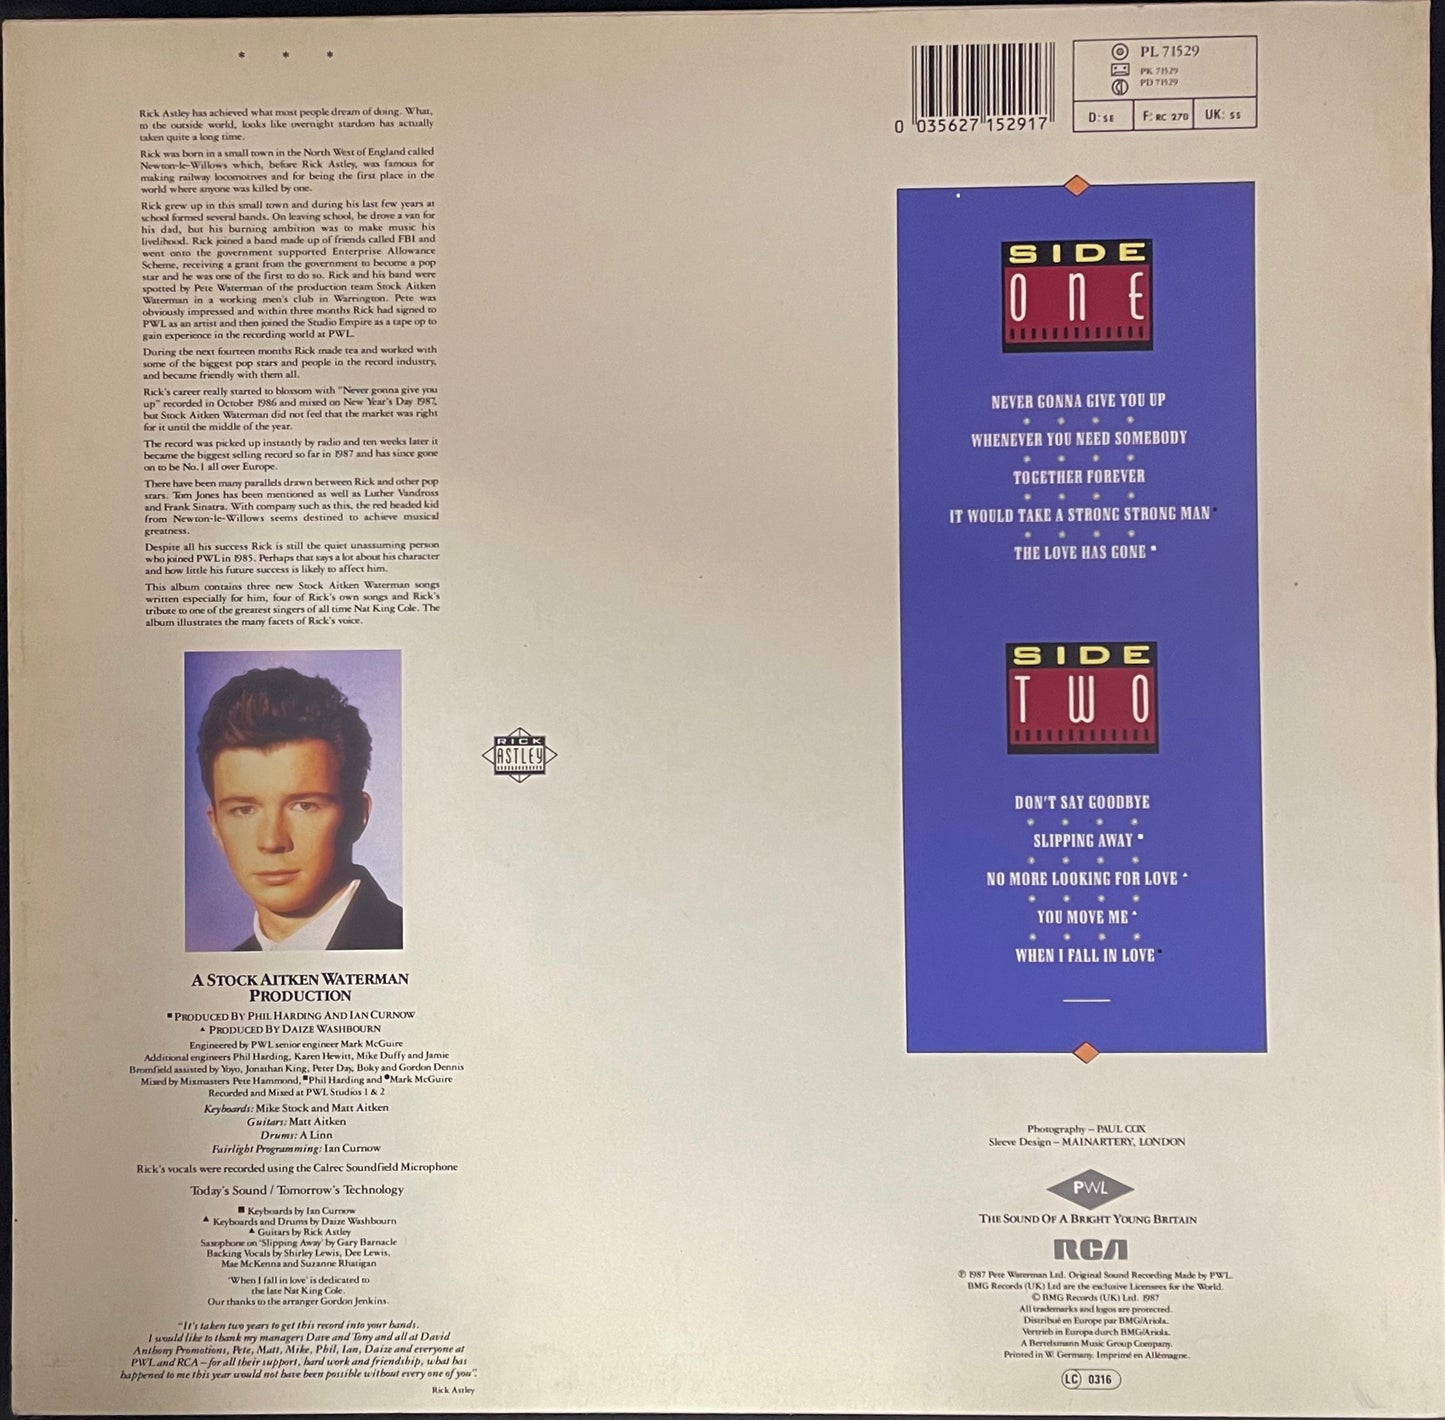 * * *
Rick Astley has achieved what most people dream of doing. What,
to the outside world, looks like overnight stardom has actually
taken quite a long time.
Rick was born in a small town in the North West of England called
Newton-le-Willows which, before Rick Astley, was famous for
making railway locomotives and for being the first place in the
world where anyone was killed by one.
Rick grew up in this small town and during his last few years at
school formed several bands. On leaving school, he drove a van for
his dad, but his burning ambition was to make music his
livelihood. Rick joined a band made up of friends called FBI and
went onto the government supported Enterprise Allowance
Scheme, receiving a grant from the government to become a pop
star and he was one of the first to do so. Rick and his band were
spotted by Pete Waterman of the production team Stock Aitken
Waterman in a working men's club in Warrington. Pete was
obviously impressed and within three months Rick had signed to
PWL as an artist and then joined the Studio Empire as a tape op to
gain experience in the recording world at PWL.
During the next fourteen months Rick made tea and worked with
some of the biggest pop stars and people in the record industry,
and became friendly with them all.
Rick's career really started to blossom with "Never gonna give you
up" recorded in October 1986 and mixed on New Year's Day 1987,
but Stock Aitken Waterman did not feel that the market was right
for it until the middle of the year.
The record was picked up instantly by radio and ten weeks later it
became the biggest selling record so far in 1987 and has since gone
on to be No. 1 all over Europe.
There have been many parallels drawn between Rick and other pop
stars. Tom Jones has been mentioned as well as Luther Vandross
and Frank Sinatra. With company such as this, the red headed kid
from Newton-le-Willows seems destined to achieve musical
greatness.
Despite all his success Rick is still the quiet unassuming person
who joined PWL in 1985. Perhaps that says a lot about his character
and how little his future success is likely to affect him.
This album contains three new Stock Aitken Waterman songs
written especially for him, four of Rick's own songs and Rick's
tribute to one of the greatest singers of all time Nat King Cole. The
album illustrates the many facets of Rick's voice.
A STOCK AITKEN WATERMAN
PRODUCTION
■ PRODUCED BY PHIL HARDING AND IAN CURNOW
▲ PRODUCED BY DAIZE WASHBOURN
Engineered by PWL senior engineer Mark McGuire
Additional engineers Phil Harding, Karen Hewitt, Mike Duffy and Jamie
Bromfield assisted by Yoyo, Jonathan King, Peter Day, Boky and Gordon Dennis
Mixed by Mixmasters Pete Hammond, ■Phil Harding and ●Mark McGuire
Recorded and Mixed at PWL Studios 1 & 2
Keyboards: Mike Stock and Matt Aitken
Guitars: Matt Aitken
Drums: A Linn
Fairlight Programming: Ian Curnow
Rick's vocals were recorded using the Calrec Soundfield Microphone
Today's Sound / Tomorrow's Technology
■ Keyboards by Ian Curnow
▲ Keyboards and Drums by Daize Washbourn
▲ Guitars by Rick Astley
Saxophone on 'Slipping Away' by Gary Barnacle
Backing Vocals by Shirley Lewis, Dee Lewis,
Mae McKenna and Suzanne Rhatigan
'When I fall in love' is dedicated to
the late Nat King Cole.
Our thanks to the arranger Gordon Jenkins.
"It's taken two years to get this record into your hands.
I would like to thank my managers Dave and Tony and all at David
Anthony Promotions, Pete, Matt, Mike, Phil, Ian, Daize and everyone at
PWL and RCA – for all their support, hard work and friendship, what has
happened to me this year would not have been possible without every one of you".
Rick Astley
RICK
ASTLEY
0 035627 152917
PL 71529
PK 71529
PD 71529
D: SE
F: RC 270
UK: SS
SIDE
ONE
NEVER GONNA GIVE YOU UP
WHENEVER YOU NEED SOMEBODY
TOGETHER FOREVER
IT WOULD TAKE A STRONG STRONG MAN
THE LOVE HAS GONE ■
SIDE
TWO
DON'T SAY GOODBYE
SLIPPING AWAY ■
NO MORE LOOKING FOR LOVE ▲
YOU MOVE ME ▲
WHEN I FALL IN LOVE
Photography – PAUL COX
Sleeve Design – MAINARTERY, LONDON
PWL
THE SOUND OF A BRIGHT YOUNG BRITAIN
RCA
℗ 1987 Pete Waterman Ltd. Original Sound Recording Made by PWL.
BMG Records (UK) Ltd are the exclusive Licensees for the World.
© BMG Records (UK) Ltd. 1987
All trademarks and logos are protected.
Distribué en Europe par BMG/Ariola.
Vertrieb in Europa durch BMG/Ariola.
A Bertelsmann Music Group Company.
Printed in W. Germany. Imprimé en Allemagne.
LC 0316